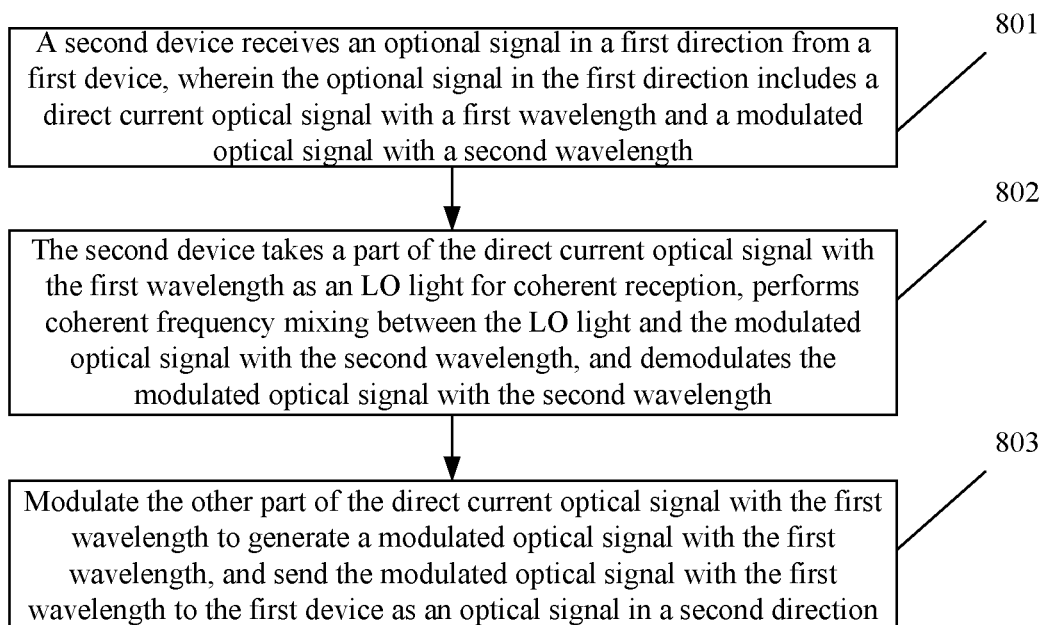 801
A second device receives an optional signal in a first direction from a
first device, wherein the optional signal in the first direction includes a
direct current optical signal with a first wavelength and a modulated
optical signal with a second wavelength
802
The second device takes a part of the direct current optical signal with
the first wavelength as an LO light for coherent reception, performs
coherent frequency mixing between the LO light and the modulated
optical signal with the second wavelength, and demodulates the
modulated optical signal with the second wavelength
803
Modulate the other part of the direct current optical signal with the first
wavelength to generate a modulated optical signal with the first
wavelength, and send the modulated optical signal with the first
wavelength to the first device as an optical signal in a second direction